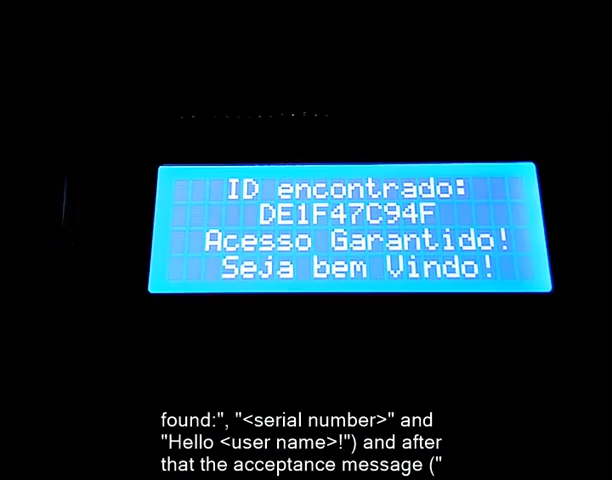 ID encontrado:
DE1F47C94F
Acesso Garantido!
Seja bem Vindo!
found:", "<serial number>" and
"Hello <user name>!") and after
that the acceptance message ("